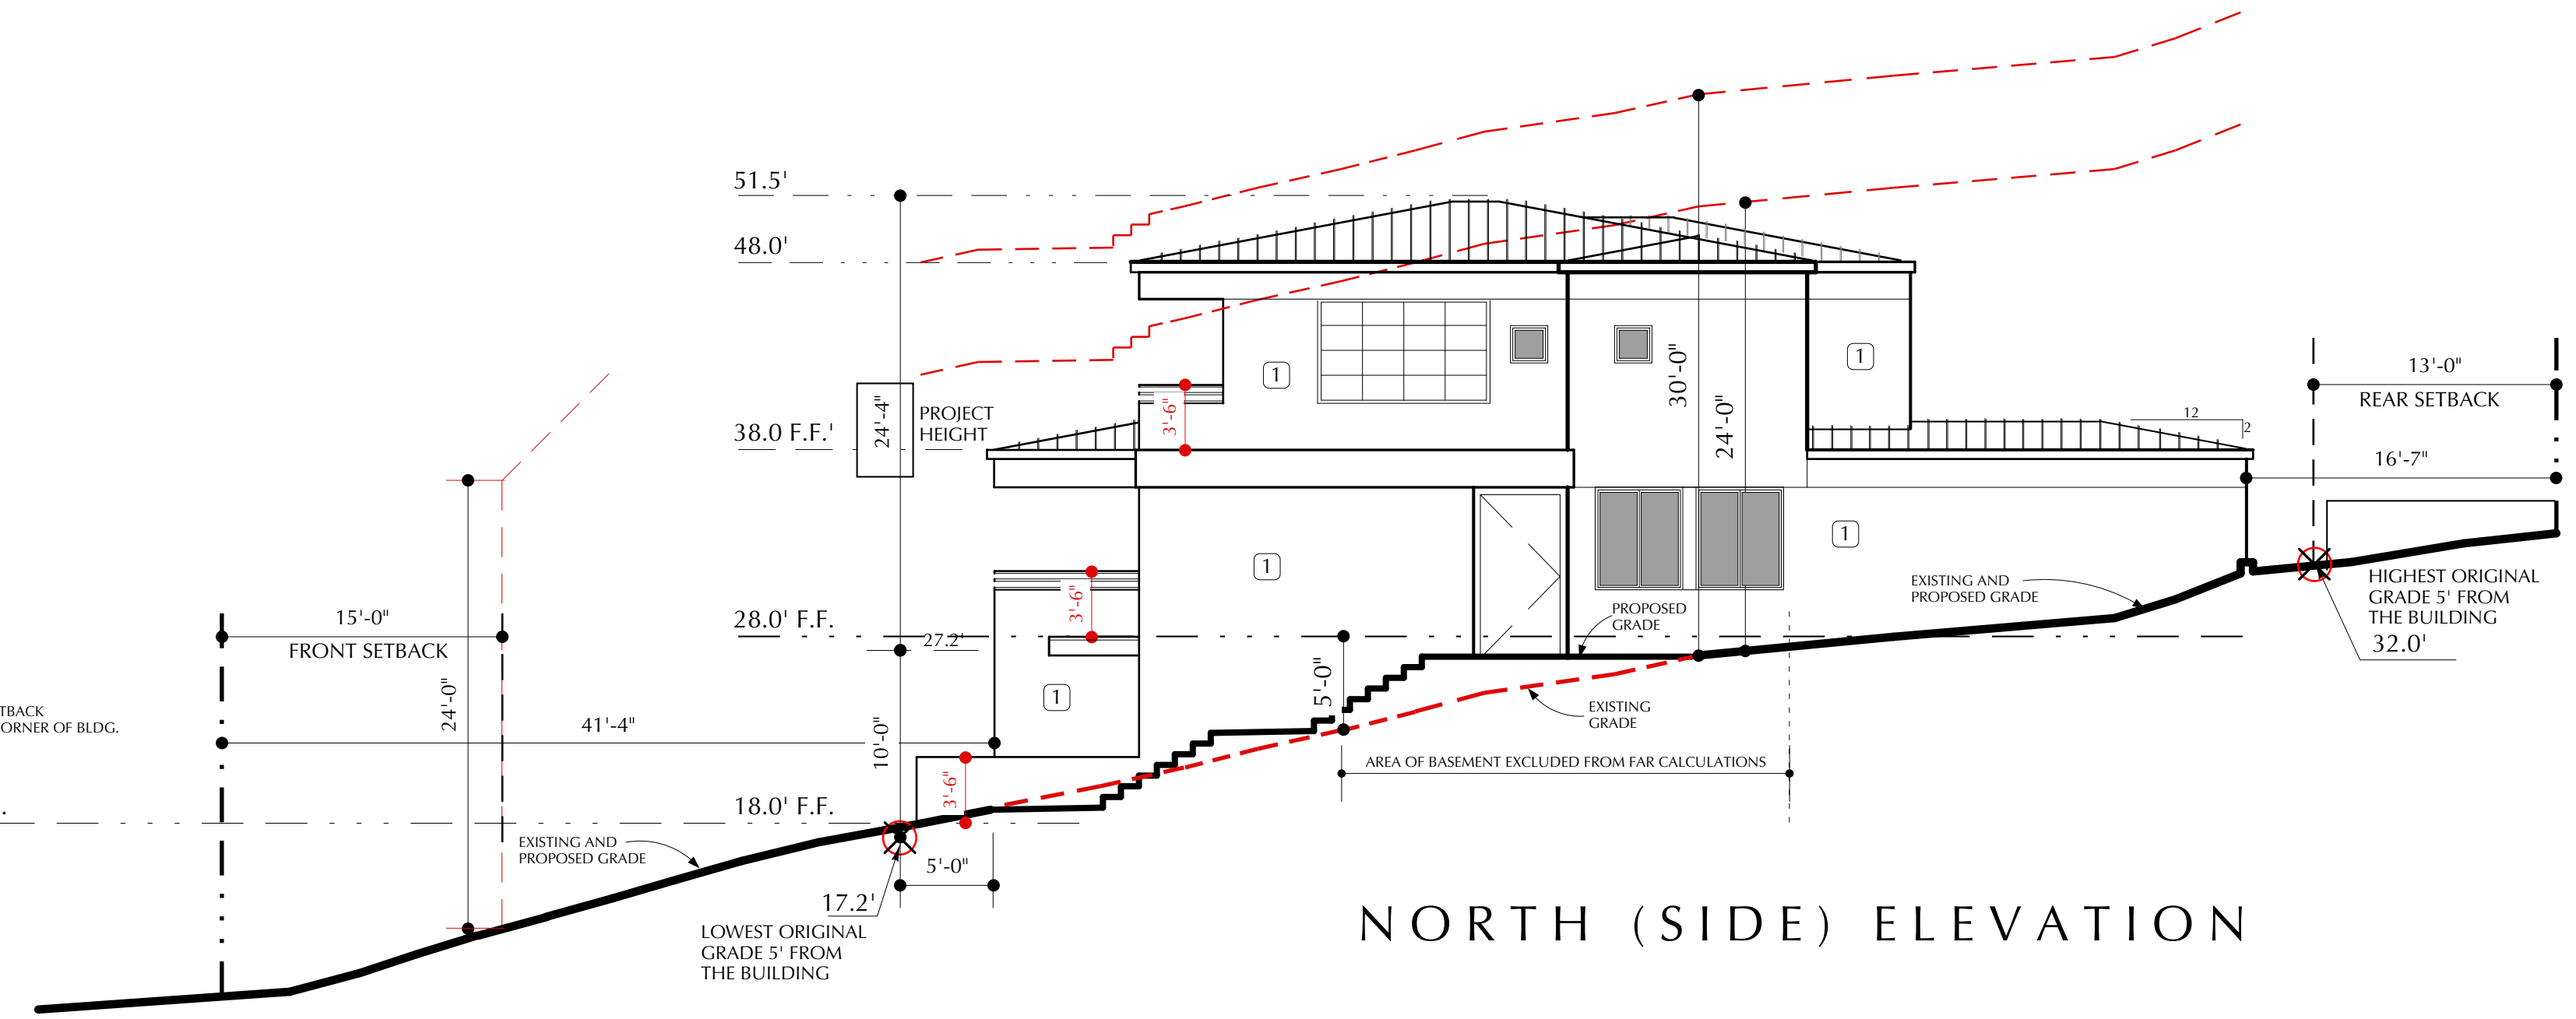 51.5'
48.0'
24'-4"
PROJECT
HEIGHT
38.0 F.F.'
3'-6"
1
1
30'-0"
24'-0"
1
12
2
13'-0"
REAR SETBACK
16'-7"
1
1
3'-6"
28.0' F.F.
27.2'
15'-0"
FRONT SETBACK
24'-0"
TBACK
ORNER OF BLDG.
41'-4"
10'-0"
1
5'-0"
PROPOSED
GRADE
EXISTING
GRADE
EXISTING AND
PROPOSED GRADE
HIGHEST ORIGINAL
GRADE 5' FROM
THE BUILDING
32.0'
AREA OF BASEMENT EXCLUDED FROM FAR CALCULATIONS
3'-6"
.
18.0' F.F.
EXISTING AND
PROPOSED GRADE
5'-0"
17.2'
LOWEST ORIGINAL
GRADE 5' FROM
THE BUILDING
NORTH (SIDE) ELEVATION